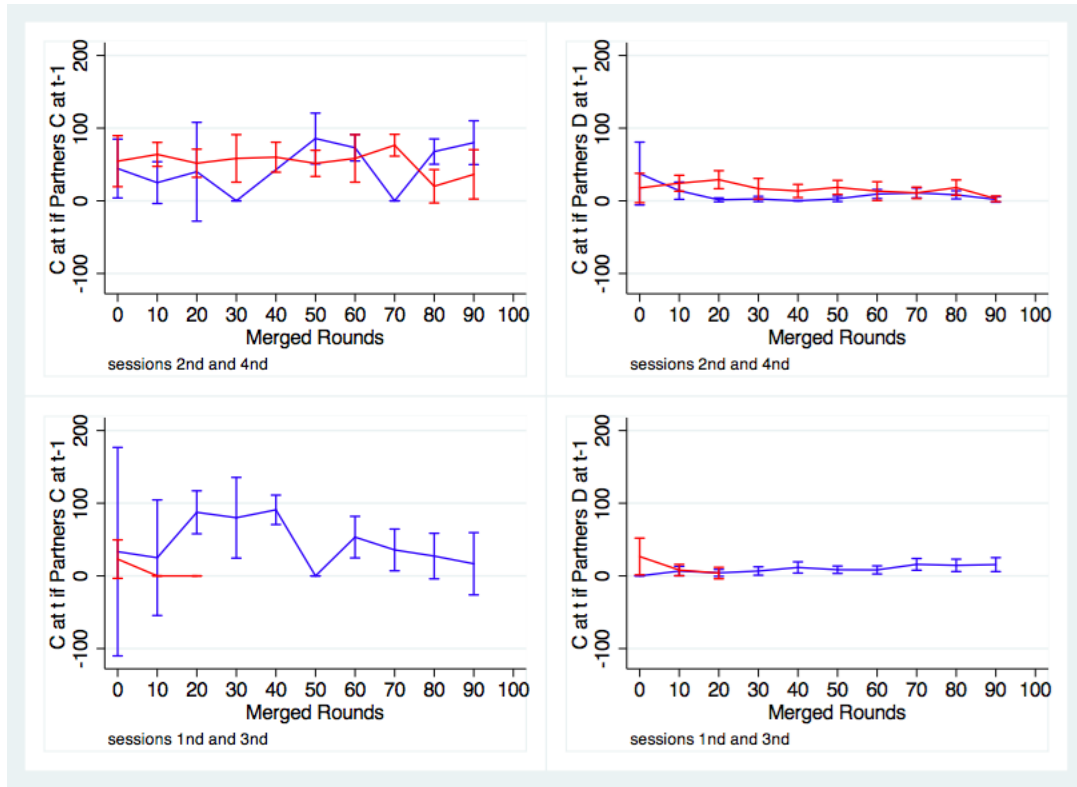 C at t if Partners C at t-1
200
100
0
-100
0 10 20 30 40 50 60 70 80 90 100
Merged Rounds
sessions 2nd and 4nd
C at t if Partners D at t-1
200
100
0
-100
0 10 20 30 40 50 60 70 80 90 100
Merged Rounds
sessions 2nd and 4nd
C at t if Partners C at t-1
200
100
0
-100
0 10 20 30 40 50 60 70 80 90 100
Merged Rounds
sessions 1nd and 3nd
C at t if Partners D at t-1
200
100
0
-100
0 10 20 30 40 50 60 70 80 90 100
Merged Rounds
sessions 1nd and 3nd